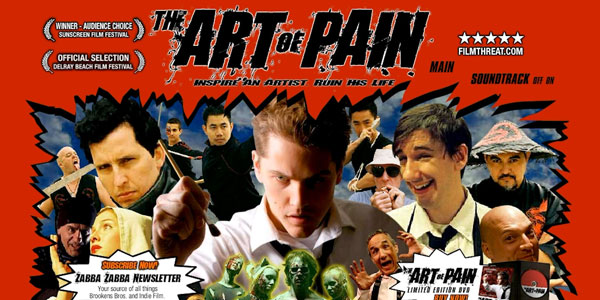 WINNER - AUDIENCE CHOICE
SUNSCREEN FILM FESTIVAL
OFFICIAL SELECTION
DELRAY BEACH FILM FESTIVAL
THE ART OF PAIN
INSPIRE AN ARTIST. RUIN HIS LIFE
FILMTHREAT.COM
MAIN
SOUNDTRACK OFF ON
SUBSCRIBE NOW!
ZABBA ZABBA NEWSLETTER
Your source of all things
Brookens Bros. and Indie Film.
THE ART OF PAIN
LIMITED EDITION DVD
BUY NOW!